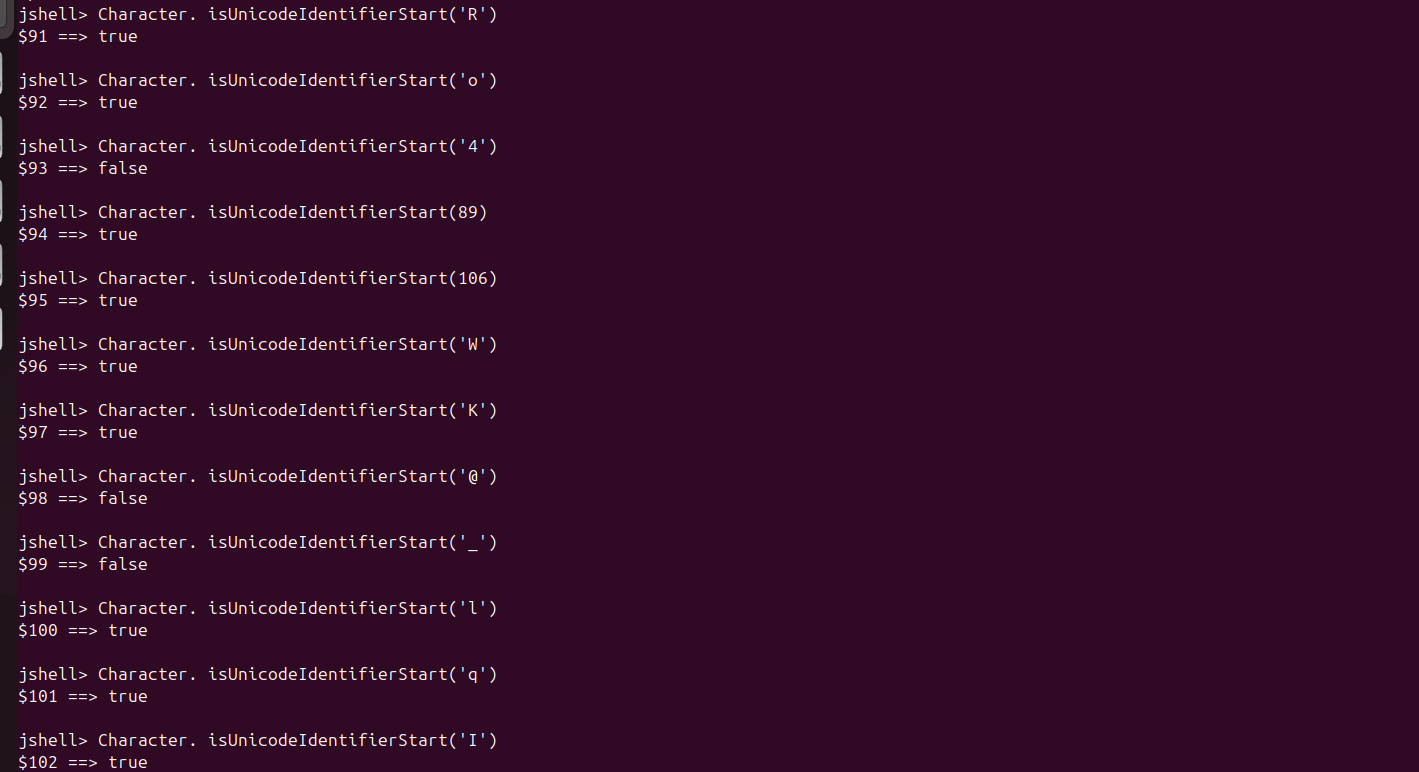 jshell> Character. isUnicodeIdentifierStart('R')
$91 ==> true
jshell> Character. isUnicodeIdentifierStart('o')
$92 ==> true
jshell> Character. isUnicodeIdentifierStart('4')
$93 ==> false
jshell> Character. isUnicodeIdentifierStart(89)
$94 ==> true
jshell> Character. isUnicodeIdentifierStart(106)
$95 ==> true
jshell> Character. isUnicodeIdentifierStart('W')
$96 ==> true
jshell> Character. isUnicodeIdentifierStart('K')
$97 ==> true
jshell> Character. isUnicodeIdentifierStart('@')
$98 ==> false
jshell> Character. isUnicodeIdentifierStart('_')
$99 ==> false
jshell> Character. isUnicodeIdentifierStart('l')
$100 ==> true
jshell> Character. isUnicodeIdentifierStart('q')
$101 ==> true
jshell> Character. isUnicodeIdentifierStart('I')
$102 ==> true